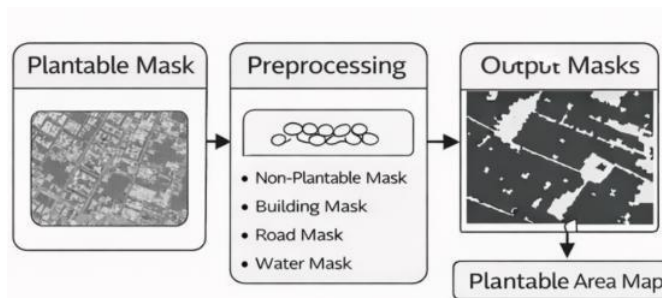 Plantable Mask
Preprocessing
• Non-Plantable Mask
• Building Mask
• Road Mask
• Water Mask
Output Masks
Plantable Area Map